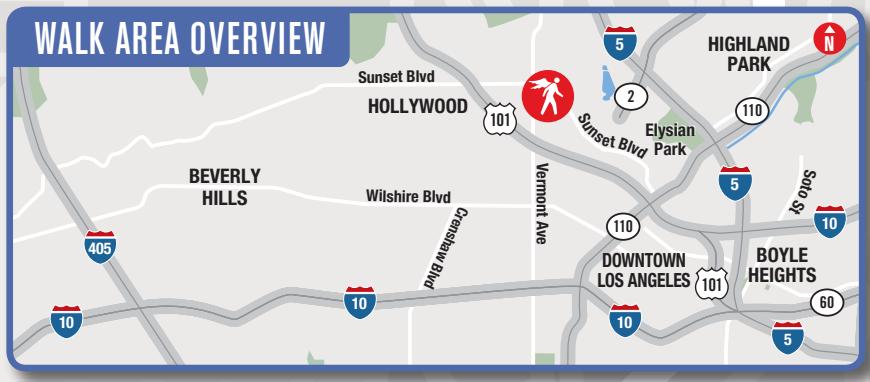 WALK AREA OVERVIEW
5
HIGHLAND
PARK
N
Sunset Blvd
HOLLYWOOD
101
2
110
Sunset Blvd
Elysian
Park
BEVERLY
HILLS
Wilshire Blvd
Vermont Ave
5
Soto St
Crenshaw Blvd
110
10
405
DOWNTOWN
LOS ANGELES
101
BOYLE
HEIGHTS
10
10
10
60
5